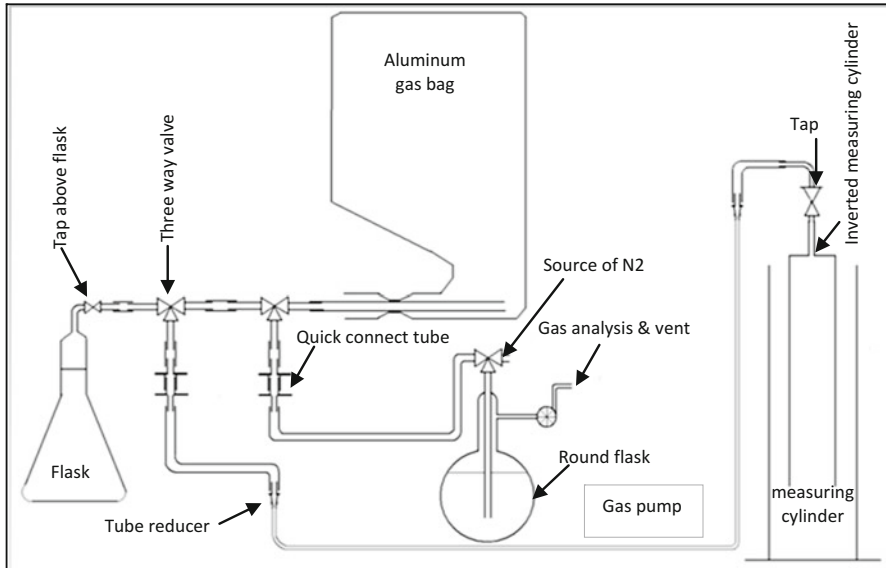 Aluminum
gas bag
Tap above flask
Three way valve
Tap
Inverted measuring cylinder
Source of N2
Gas analysis & vent
Quick connect tube
Flask
Round flask
Tube reducer
Gas pump
measuring
cylinder